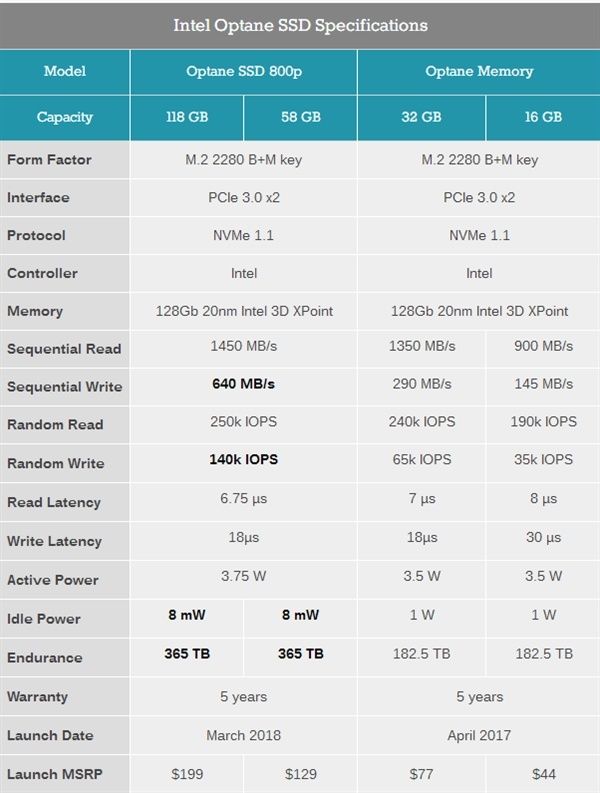 Intel Optane SSD Specifications
Model Optane SSD 800p Optane Memory
Capacity 118 GB 58 GB 32 GB 16 GB
Form Factor M.2 2280 B+M key M.2 2280 B+M key
Interface PCIe 3.0 x2 PCIe 3.0 x2
Protocol NVMe 1.1 NVMe 1.1
Controller Intel Intel
Memory 128Gb 20nm Intel 3D XPoint 128Gb 20nm Intel 3D XPoint
Sequential Read 1450 MB/s 1350 MB/s 900 MB/s
Sequential Write 640 MB/s 290 MB/s 145 MB/s
Random Read 250k IOPS 240k IOPS 190k IOPS
Random Write 140k IOPS 65k IOPS 35k IOPS
Read Latency 6.75 µs 7 µs 8 µs
Write Latency 18µs 18µs 30 µs
Active Power 3.75 W 3.5 W 3.5 W
Idle Power 8 mW 8 mW 1 W 1 W
Endurance 365 TB 365 TB 182.5 TB 182.5 TB
Warranty 5 years 5 years
Launch Date March 2018 April 2017
Launch MSRP $199 $129 $77 $44